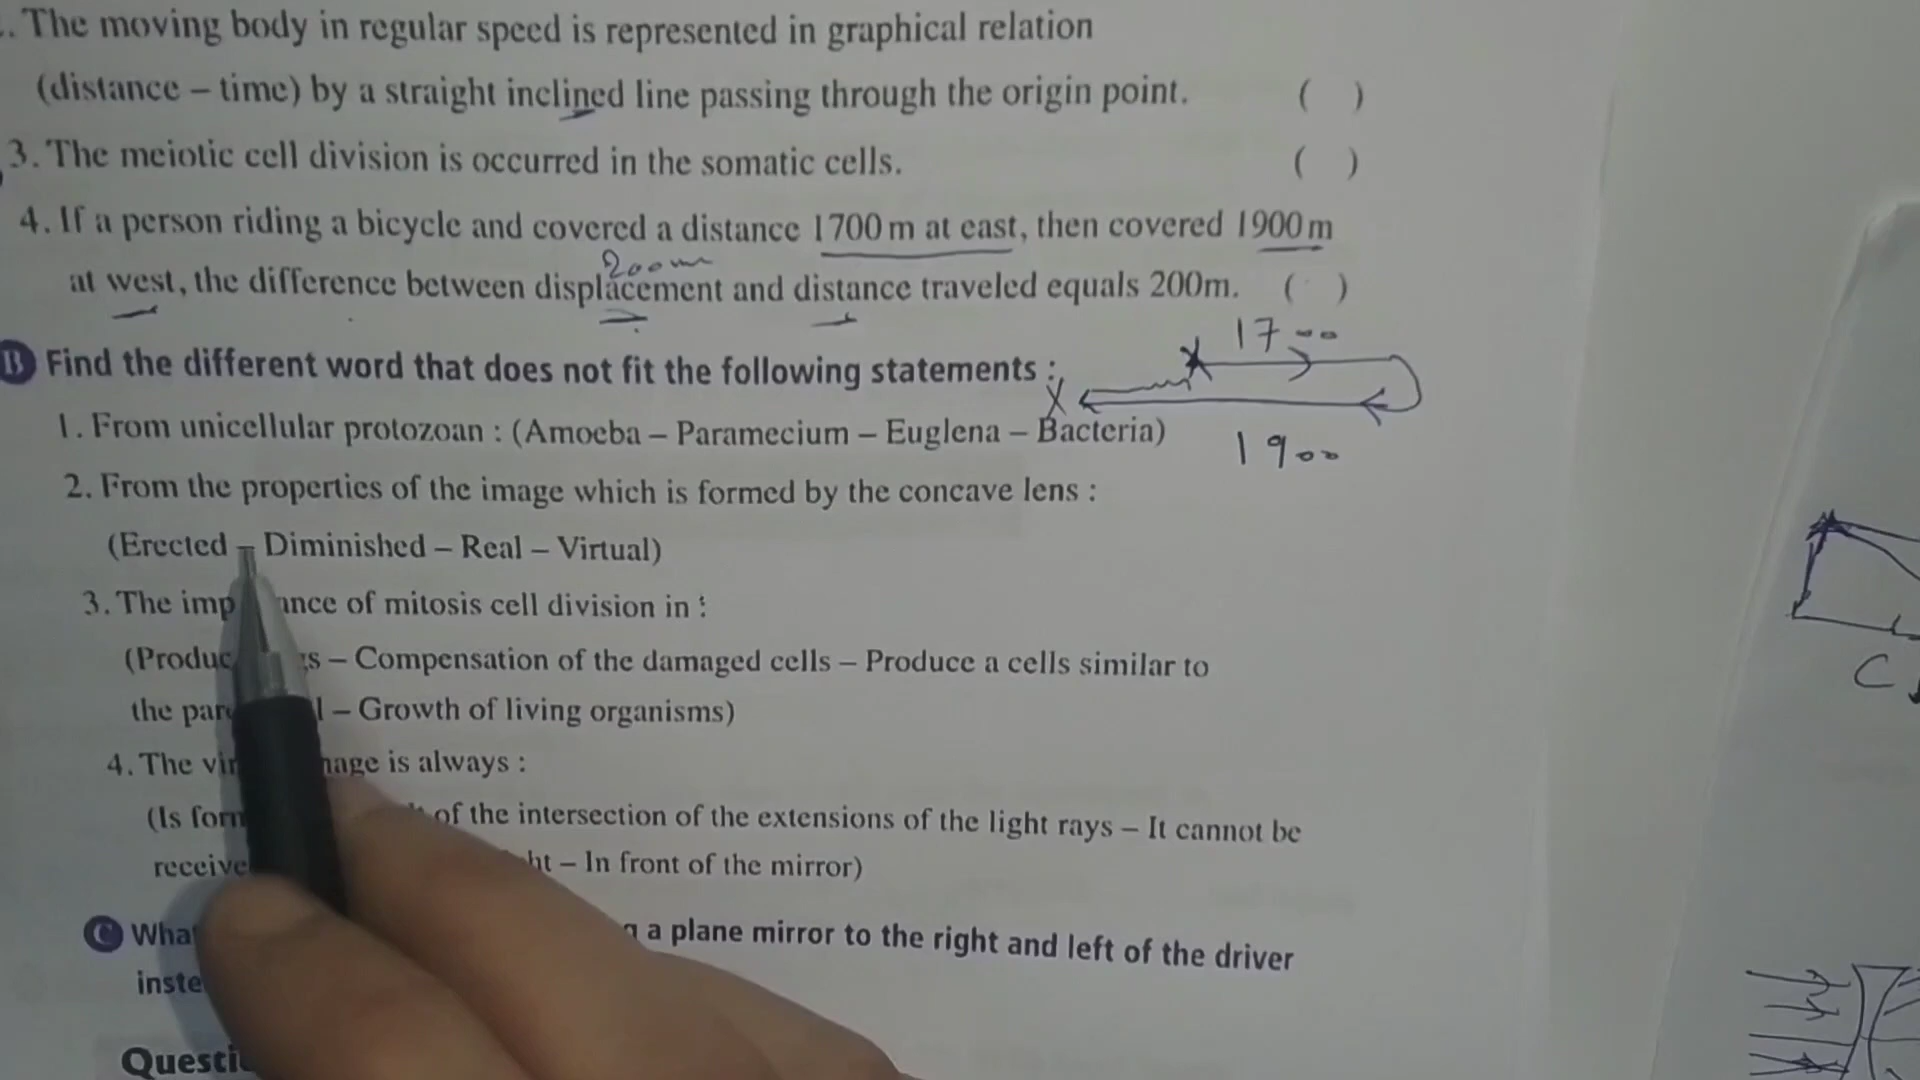 . The moving body in regular speed is represented in graphical relation
(distance – time) by a straight inclined line passing through the origin point. ( )
3. The meiotic cell division is occurred in the somatic cells. ( )
4. If a person riding a bicycle and covered a distance 1700 m at east, then covered 1900 m
200m
at west, the difference between displacement and distance traveled equals 200m. ( )
1700
B Find the different word that does not fit the following statements :
1. From unicellular protozoan : (Amoeba – Paramecium – Euglena – Bacteria)
1900
2. From the properties of the image which is formed by the concave lens :
(Erected – Diminished – Real – Virtual)
3. The imp ance of mitosis cell division in :
(Produc gs – Compensation of the damaged cells – Produce a cells similar to
C
the par l – Growth of living organisms)
4. The vir mage is always :
(Is for of the intersection of the extensions of the light rays – It cannot be
receive ht – In front of the mirror)
C What g a plane mirror to the right and left of the driver
inste
Questi